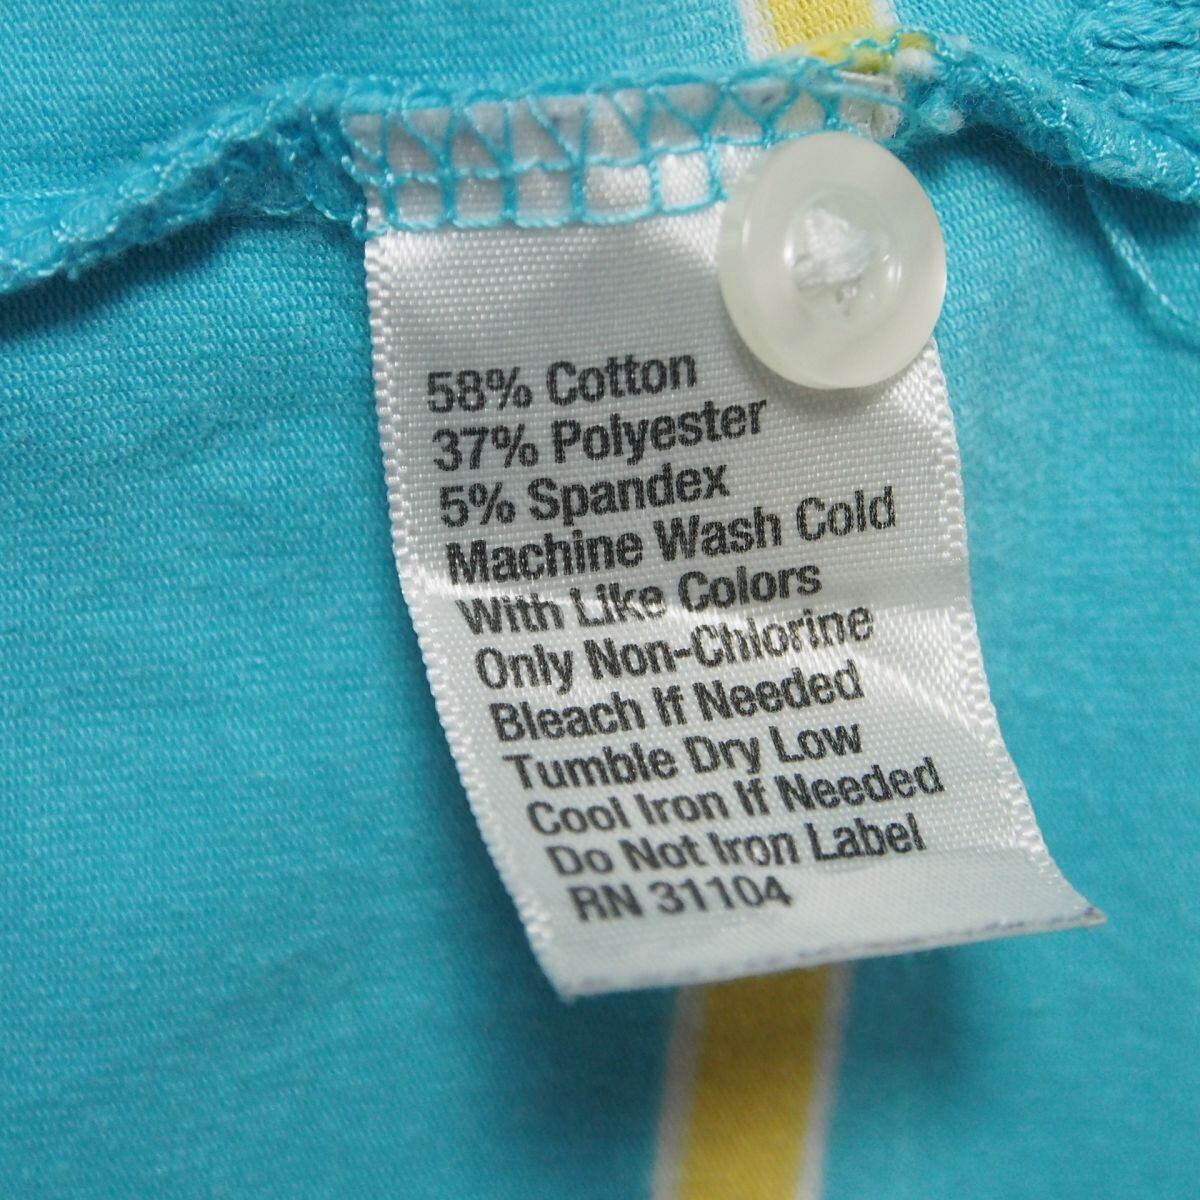 58% Cotton
37% Polyester
5% Spandex
Machine Wash Cold
With Like Colors
Only Non-Chlorine
Bleach If Needed
Tumble Dry Low
Cool Iron If Needed
Do Not Iron Label
RN 31104